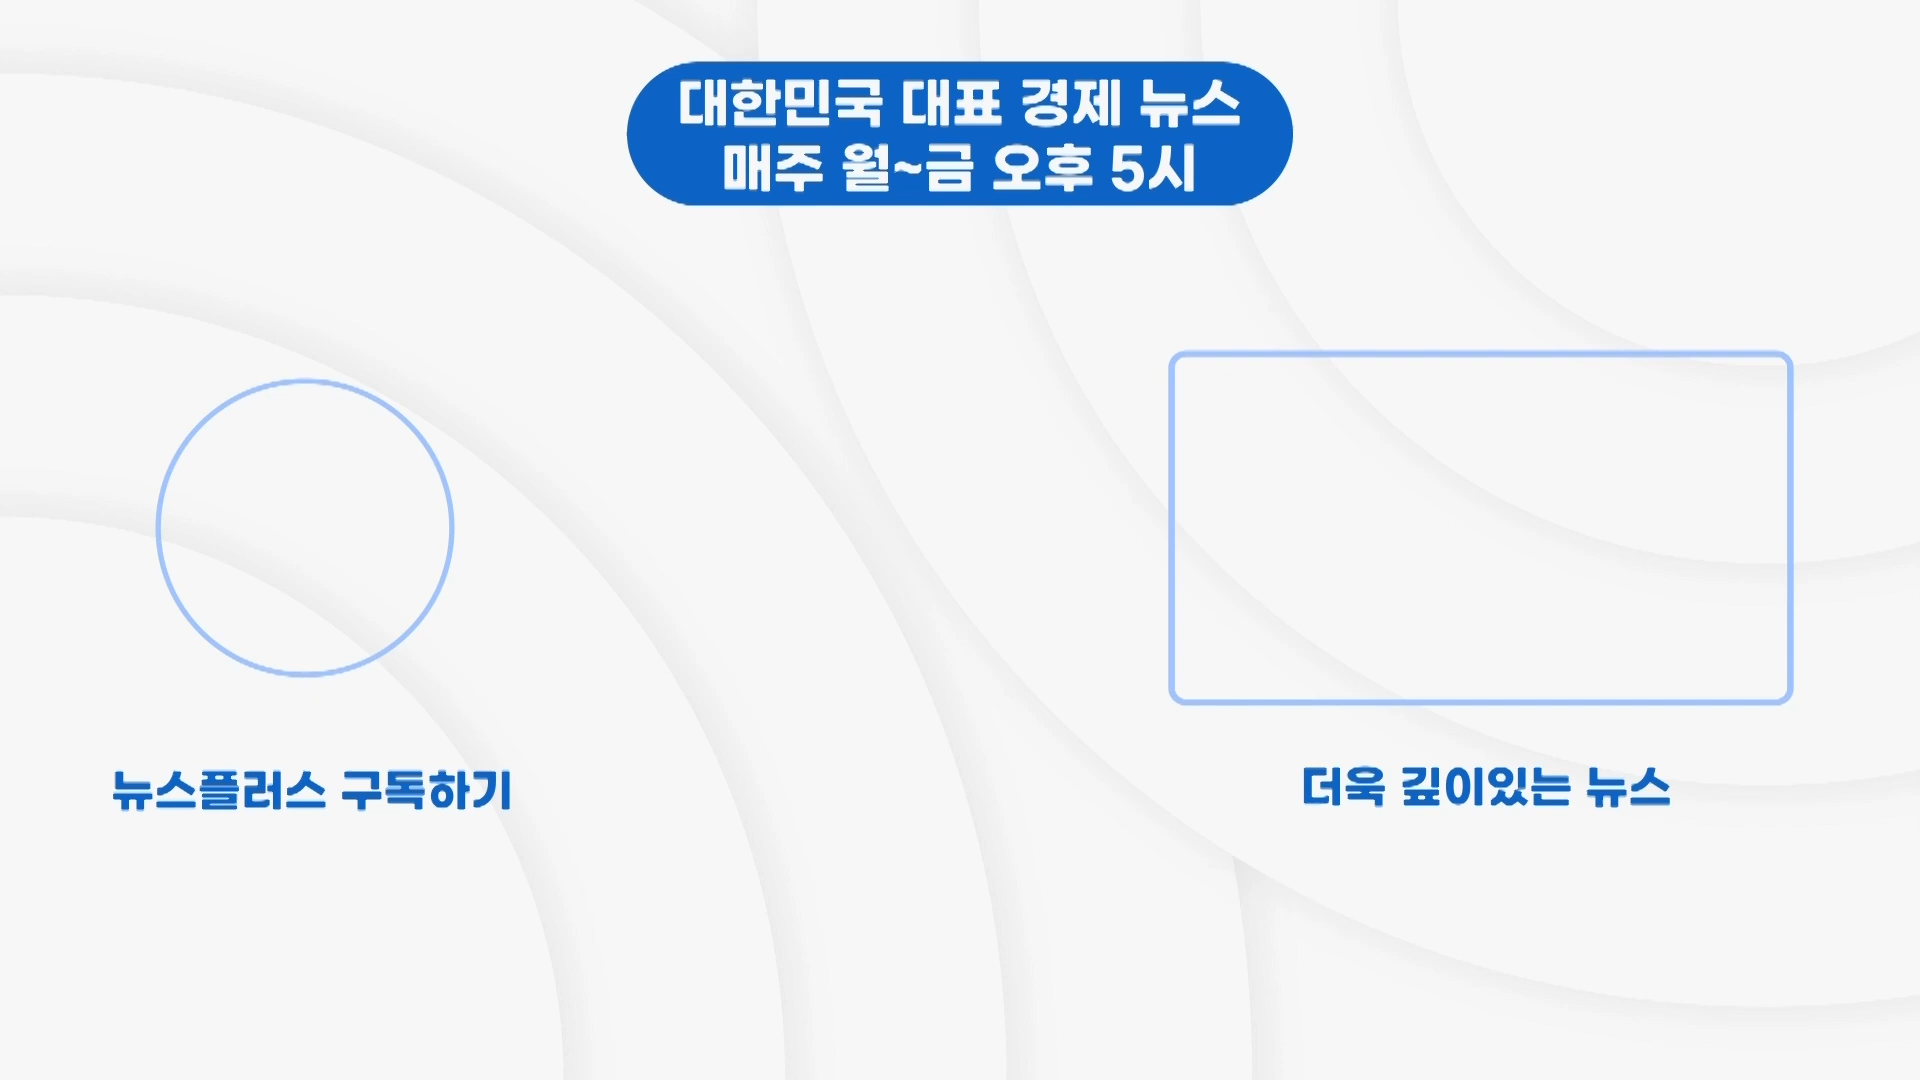 대한민국 대표 경제 뉴스
매주 월~금 오후 5시
뉴스플러스 구독하기
더욱 깊이있는 뉴스